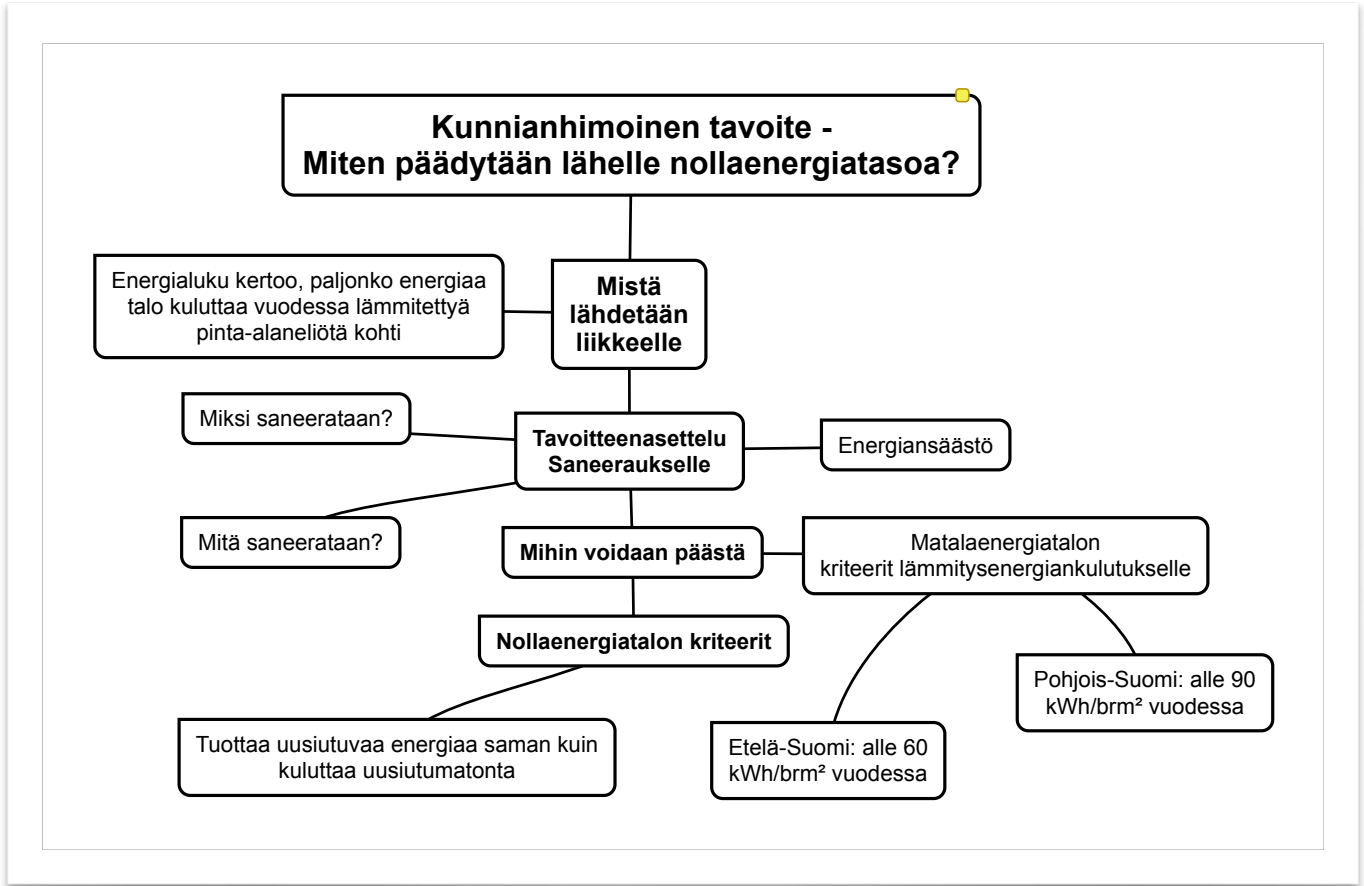 Kunnianhimoinen tavoite -
Miten päädytään lähelle nollaenergiatasoa?
Energialuku kertoo, paljonko energiaa
talo kuluttaa vuodessa lämmitettyä
pinta-alaneliötä kohti
Mistä
lähdetään
liikkeelle
Miksi saneerataan?
Tavoitteenasettelu
Saneeraukselle
Energiansäästö
Mitä saneerataan?
Mihin voidaan päästä
Matalaenergiatalon
kriteerit lämmitysenergiankulutukselle
Nollaenergiatalon kriteerit
Pohjois-Suomi: alle 90
kWh/brm² vuodessa
Tuottaa uusiutuvaa energiaa saman kuin
kuluttaa uusiutumatonta
Etelä-Suomi: alle 60
kWh/brm² vuodessa